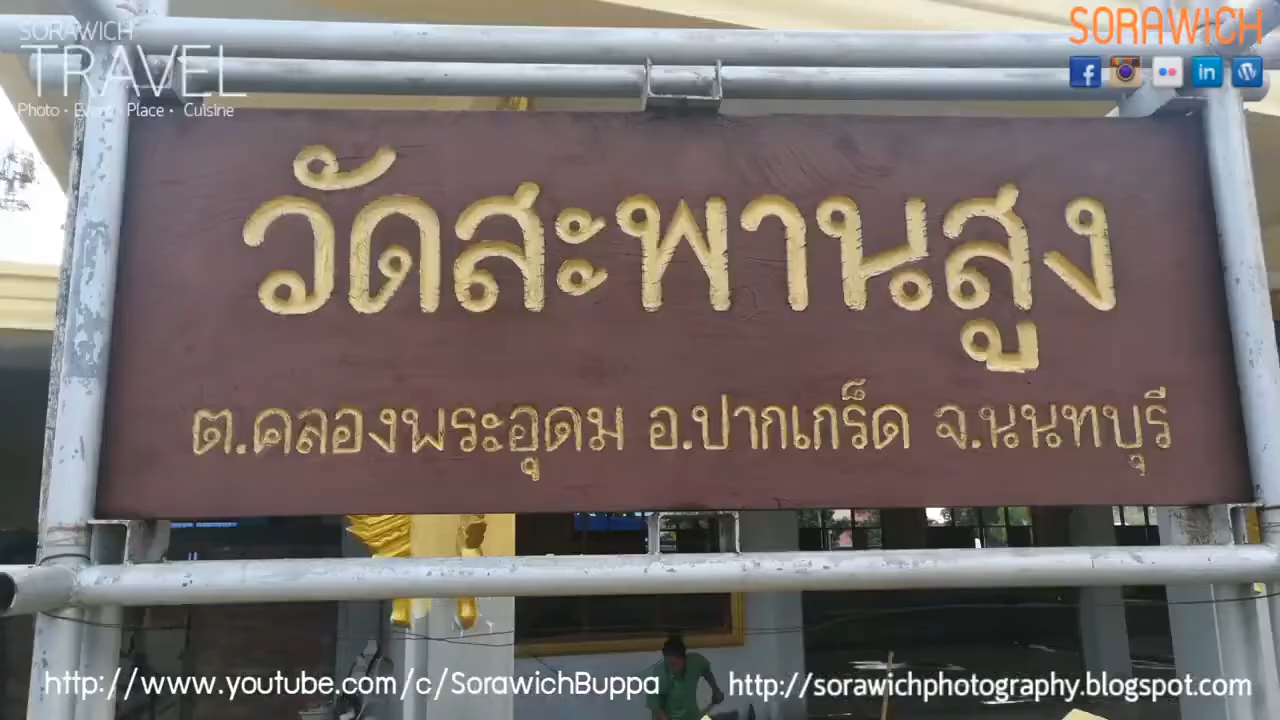 SORAWICH
TRAVEL
Photo • Event • Place • Cuisine
SORAWICH
วัดสะพานสูง
ต.คลองพระอุดม อ.ปากเกร็ด จ.นนทบุรี
http://www.youtube.com/c/SorawichBuppa
http://sorawichphotography.blogspot.com